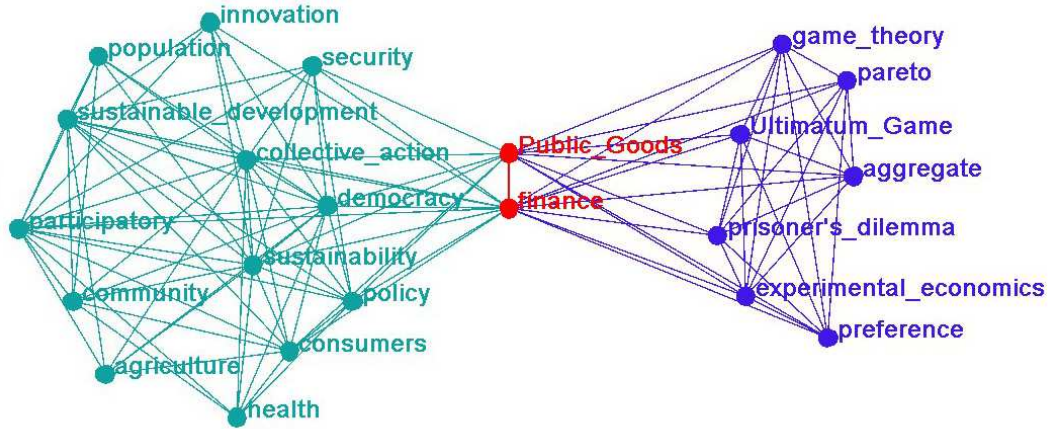 innovation
population
security
sustainable_development
collective_action
democracy
participatory
sustainability
community
policy
consumers
agriculture
health
Public_Goods
finance
game_theory
pareto
Ultimatum_Game
aggregate
prisoner's_dilemma
experimental_economics
preference